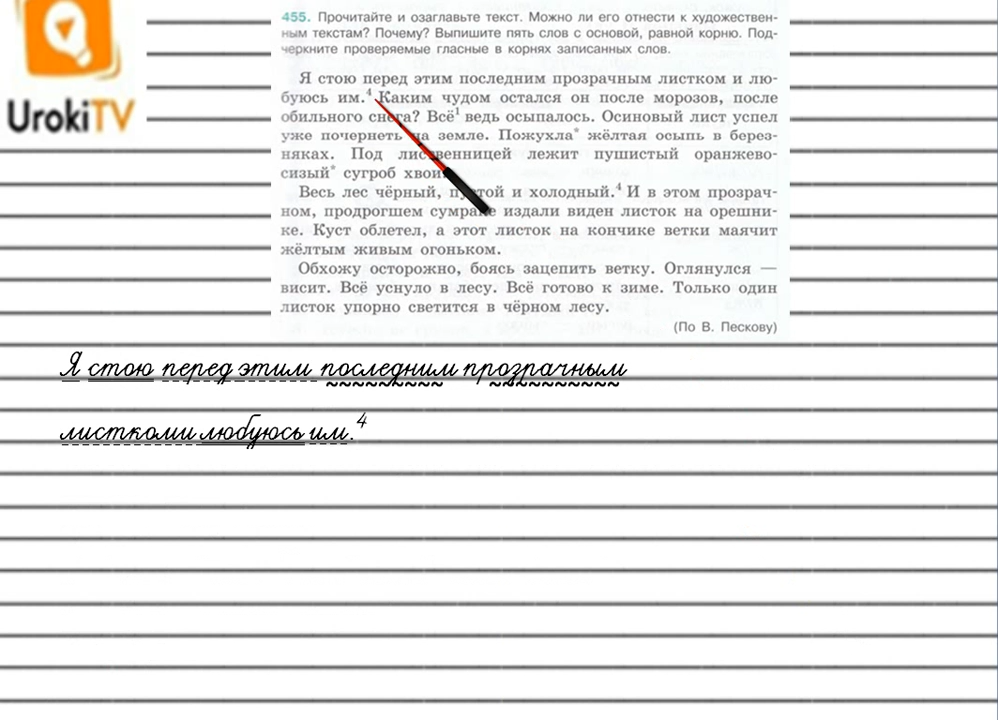 UrokiTV
455. Прочитайте и озаглавьте текст. Можно ли его отнести к художествен-
ным текстам? Почему? Выпишите пять слов с основой, равной корню. Под-
черкните проверяемые гласные в корнях записанных слов.
Я стою перед этим последним прозрачным листком и лю-
буюсь им.⁴ Каким чудом остался он после морозов, после
обильного снега? Всё¹ ведь осыпалось. Осиновый лист успел
уже почернеть на земле. Пожухла* жёлтая осыпь в берез-
няках. Под лиственницей лежит пушистый оранжево-
сизый* сугроб хвои.
Весь лес чёрный, пустой и холодный.⁴ И в этом прозрач-
ном, продрогшем сумраке издали виден листок на орешни-
ке. Куст облетел, а этот листок на кончике ветки маячит
жёлтым живым огоньком.
Обхожу осторожно, боясь зацепить ветку. Оглянулся —
висит. Всё уснуло в лесу. Всё готово к зиме. Только один
листок упорно светится в чёрном лесу.
(По В. Пескову)
Я стою перед этим последним прозрачным
листком и любуюсь им.⁴